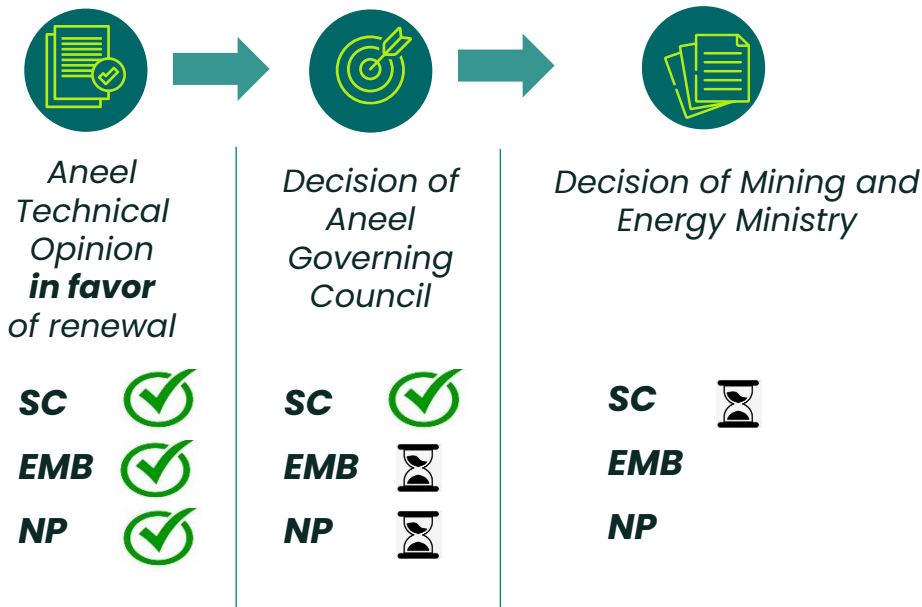 Aneel
Technical
Opinion
in favor
of renewal
SC
EMB
NP
Decision of
Aneel
Governing
Council
SC
EMB
NP
Decision of Mining and
Energy Ministry
SC
EMB
NP